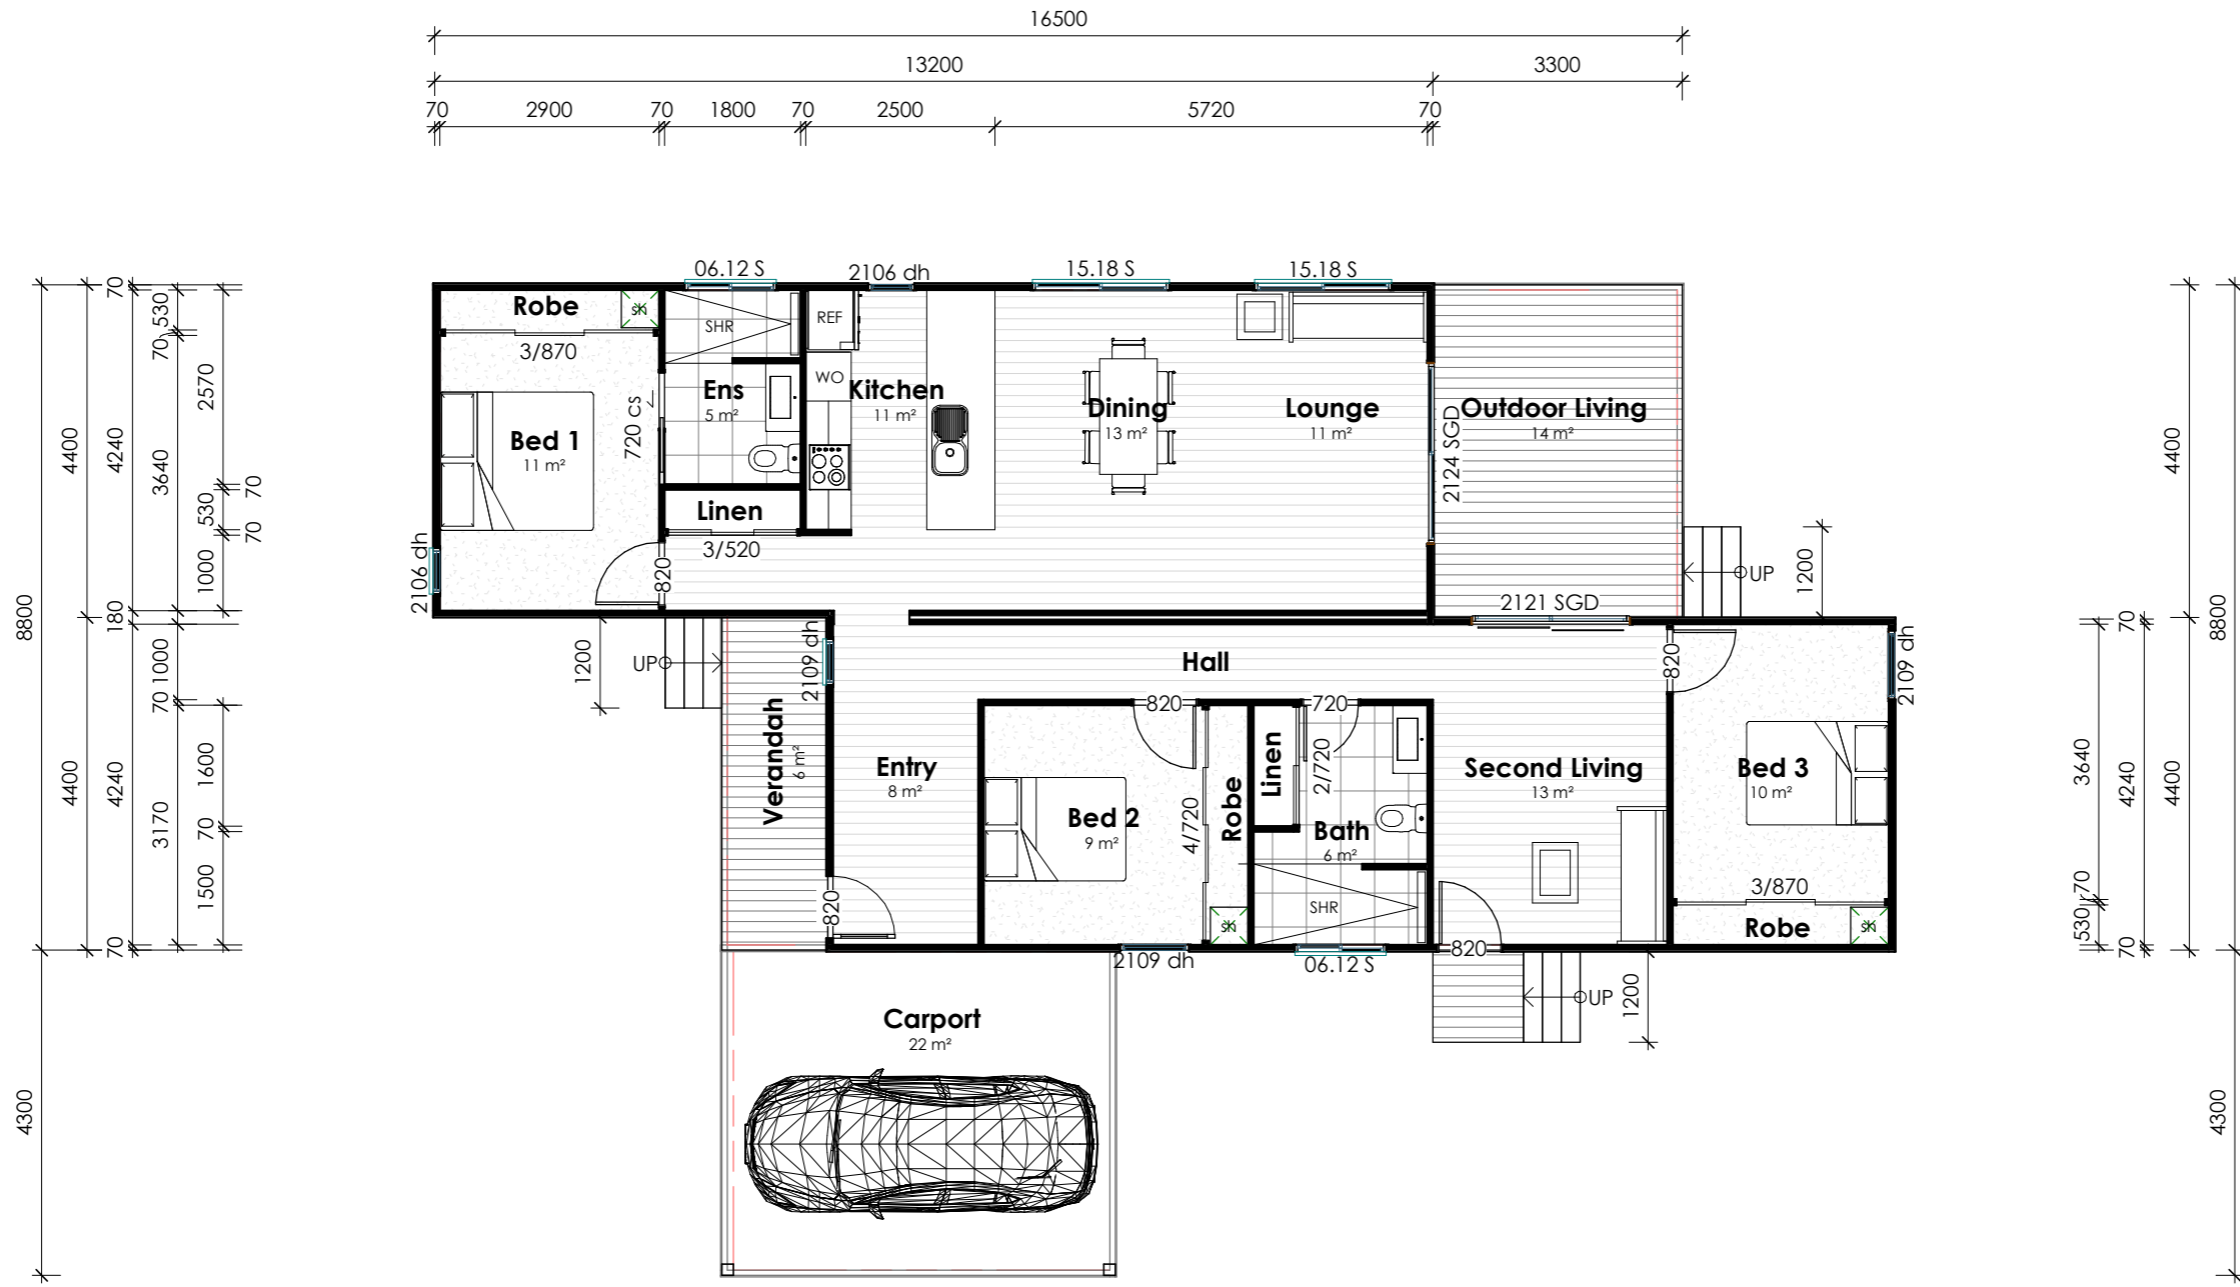 16500
13200 3300
70 2900 70 1800 70 2500 5720 70
06.12 S 2106 dh 15.18 S 15.18 S
Robe
sh
3/870
SHR
REF
WO
Ens
5 m²
720 cs
Bed 1
11 m²
Linen
3/520
820
2106 dh
Kitchen
11 m²
Dining
13 m²
Lounge
11 m²
2124 SGD
Outdoor Living
14 m²
2121 SGD
UP
1200
1200
UP
2109 dh
Hall
820
2109 dh
Verandah
6 m²
Entry
8 m²
820
820
720
Bed 2
9 m²
4/720
Robe
sh
Linen
2/720
Bath
6 m²
SHR
Second Living
13 m²
Bed 3
10 m²
3/870
Robe
sh
2109 dh
06.12 S
820
UP
1200
Carport
22 m²
8800
4300
4400
4400
70
4240
180
4240
70
530
70
3640
1000
70
3170
2570
530
70
70
1000
1600
70
1500
3640
70
530
70
4240
70
4400
4400
8800
4300